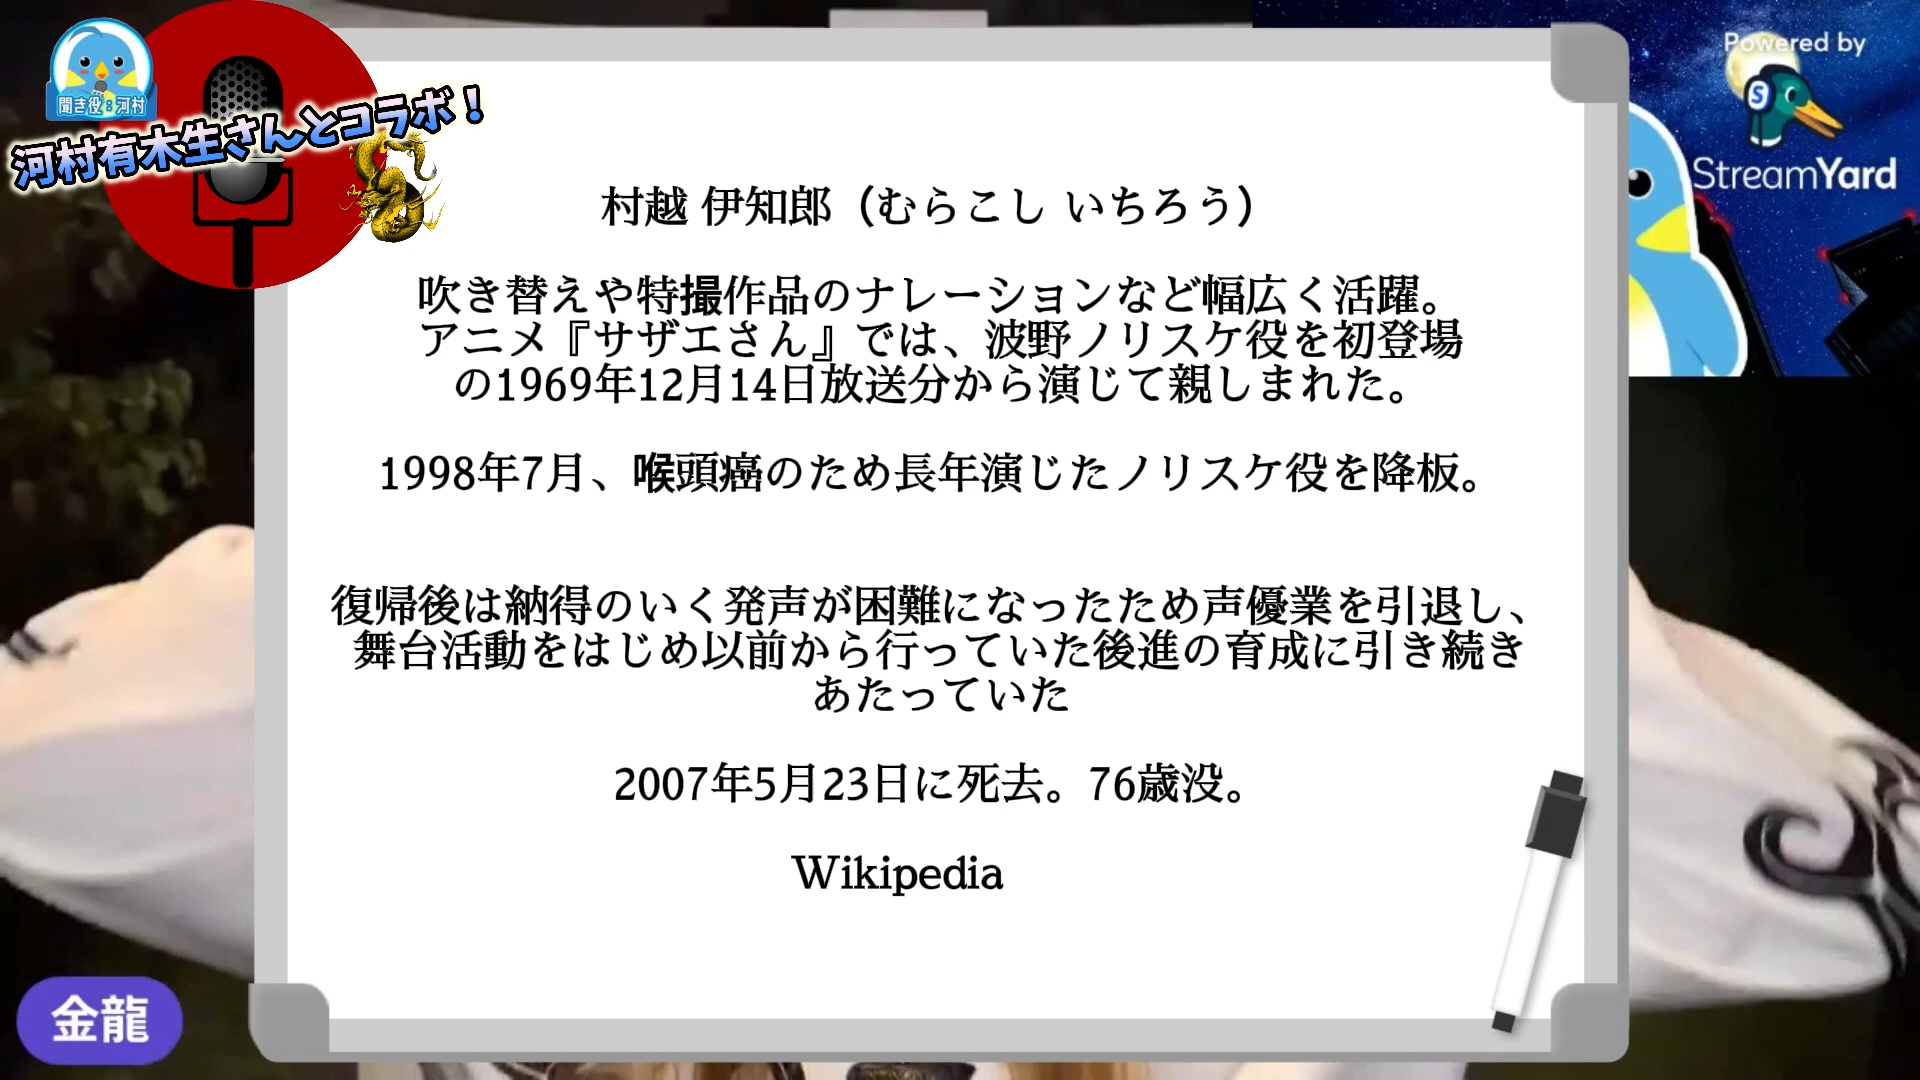 聞き役8河村
河村有木生さんとコラボ！
Powered by
StreamYard
村越 伊知郎（むらこし いちろう）
吹き替えや特撮作品のナレーションなど幅広く活躍。
アニメ『サザエさん』では、波野ノリスケ役を初登場
の1969年12月14日放送分から演じて親しまれた。
1998年7月、喉頭癌のため長年演じたノリスケ役を降板。
復帰後は納得のいく発声が困難になったため声優業を引退し、
舞台活動をはじめ以前から行っていた後進の育成に引き続き
あたっていた
2007年5月23日に死去。76歳没。
Wikipedia
金龍